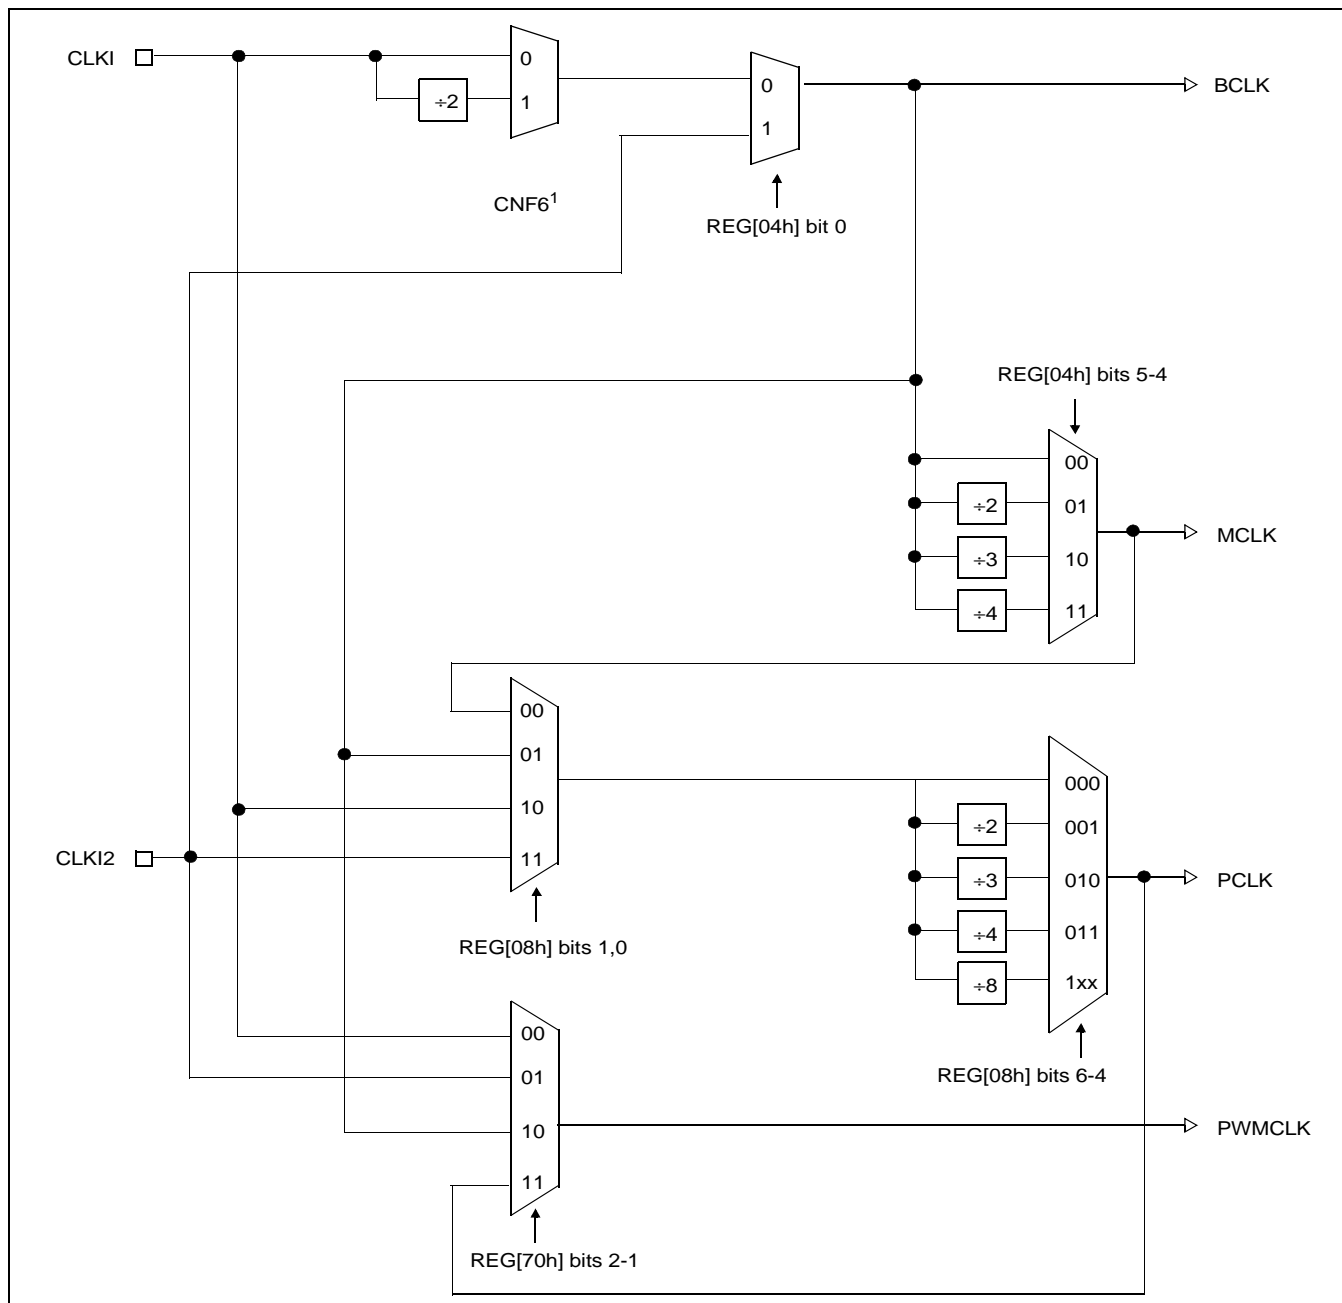 CLKI
0
÷2
1
0
1
BCLK
CNF6¹
REG[04h] bit 0
REG[04h] bits 5-4
00
÷2
01
÷3
10
÷4
11
MCLK
00
01
10
11
CLKI2
REG[08h] bits 1,0
000
÷2
001
÷3
010
÷4
011
÷8
1xx
PCLK
REG[08h] bits 6-4
00
01
10
11
PWMCLK
REG[70h] bits 2-1